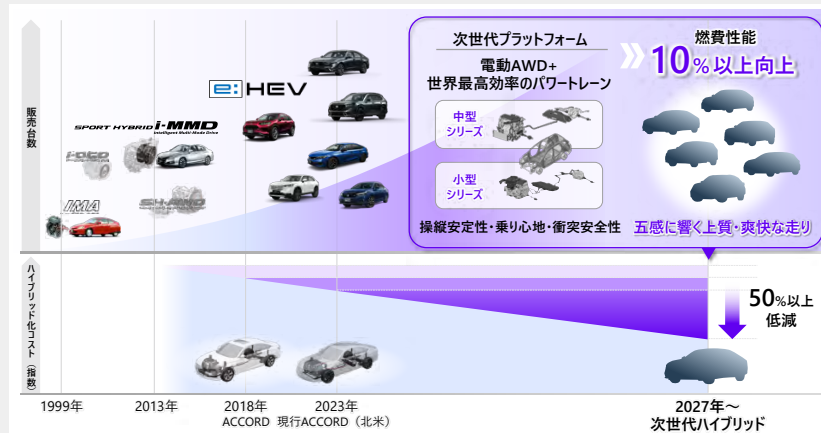 販売台数
次世代プラットフォーム
電動AWD+
世界最高効率のパワートレーン
中型
シリーズ
小型
シリーズ
操縦安定性・乗り心地・衝突安全性
燃費性能
10%以上向上
五感に響く上質・爽快な走り
e:HEV
SPORT HYBRID i-MMD
Intelligent Multi-Mode Drive
i-DCD
IMA
SH-AWD
ハイブリッド化コスト(指数)
50%以上
低減
1999年
2013年
2018年
ACCORD
2023年
現行ACCORD(北米)
2027年~
次世代ハイブリッド